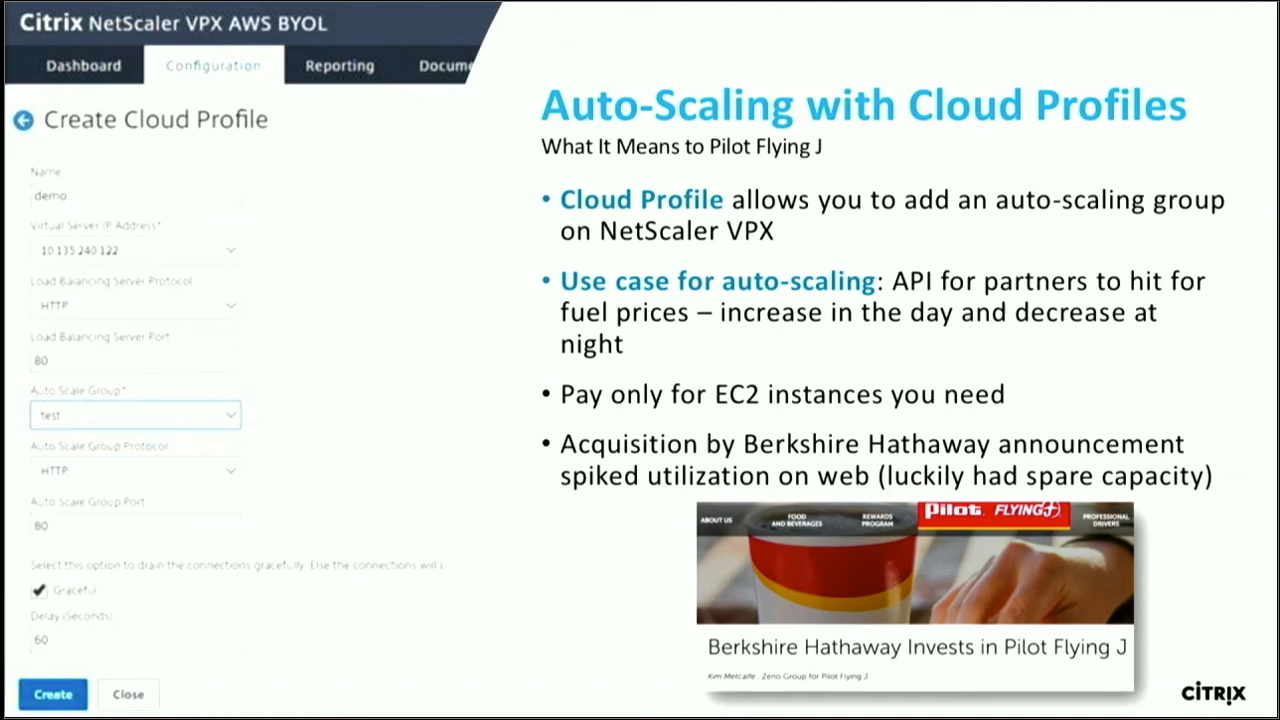 Citrix NetScaler VPX AWS BYOL
Dashboard
Configuration
Reporting
Docume
Create Cloud Profile
Name
demo
Virtual Server IP Address*
10 135 240 122
Load Balancing Server Protocol
HTTP
Load Balancing Server Port
80
Auto Scale Group*
test
Auto Scale Group Protocol
HTTP
Auto Scale Group Port
80
Select this option to drain the connections gracefully. Else the connections will
Graceful
Delay (Seconds)
60
Create
Close
Auto-Scaling with Cloud Profiles
What It Means to Pilot Flying J
• Cloud Profile allows you to add an auto-scaling group
on NetScaler VPX
• Use case for auto-scaling: API for partners to hit for
fuel prices – increase in the day and decrease at
night
• Pay only for EC2 instances you need
• Acquisition by Berkshire Hathaway announcement
spiked utilization on web (luckily had spare capacity)
ABOUT US
FOOD
AND BEVERAGES
REWARDS
PROGRAM
Pilot. FLYING J
PROFESSIONAL
DRIVERS
Berkshire Hathaway Invests in Pilot Flying J
Kim Metcalfe . Zeno Group for Pilot Flying J
CITRIX